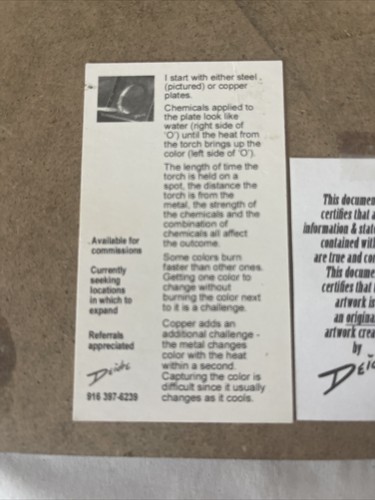 I start with either steel
(pictured) or copper
plates.
Chemicals applied to
the plate look like
water (right side of
'O') until the heat from
the torch brings up the
color (left side of 'O').
The length of time the
torch is held on a
spot, the distance the
torch is from the
metal, the strength of
the chemicals and the
combination of
chemicals all affect
the outcome.
Some colors burn
faster than other ones.
Getting one color to
change without
burning the color next
to it is a challenge.
Copper adds an
additional challenge -
the metal changes
color with the heat
within a second.
Capturing the color is
difficult since it usually
changes as it cools.
Available for
commissions
Currently
seeking
locations
in which to
expand
Referrals
appreciated
916 397-6239
This documen
certifies that a
information & stat
contained with
are true and con
This docume
certifies that
artwork is
an origina
artwork crea
by